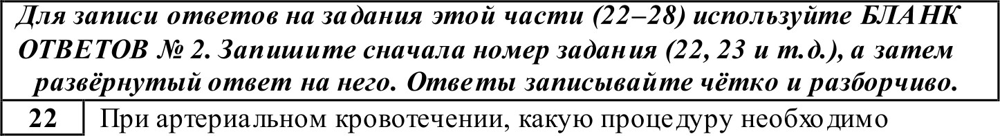 Для записи ответов на задания этой части (22–28) используйте БЛАНК
ОТВЕТОВ № 2. Запишите сначала номер задания (22, 23 и т.д.), а затем
развёрнутый ответ на него. Ответы записывайте чётко и разборчиво.
22 При артериальном кровотечении, какую процедуру необходимо